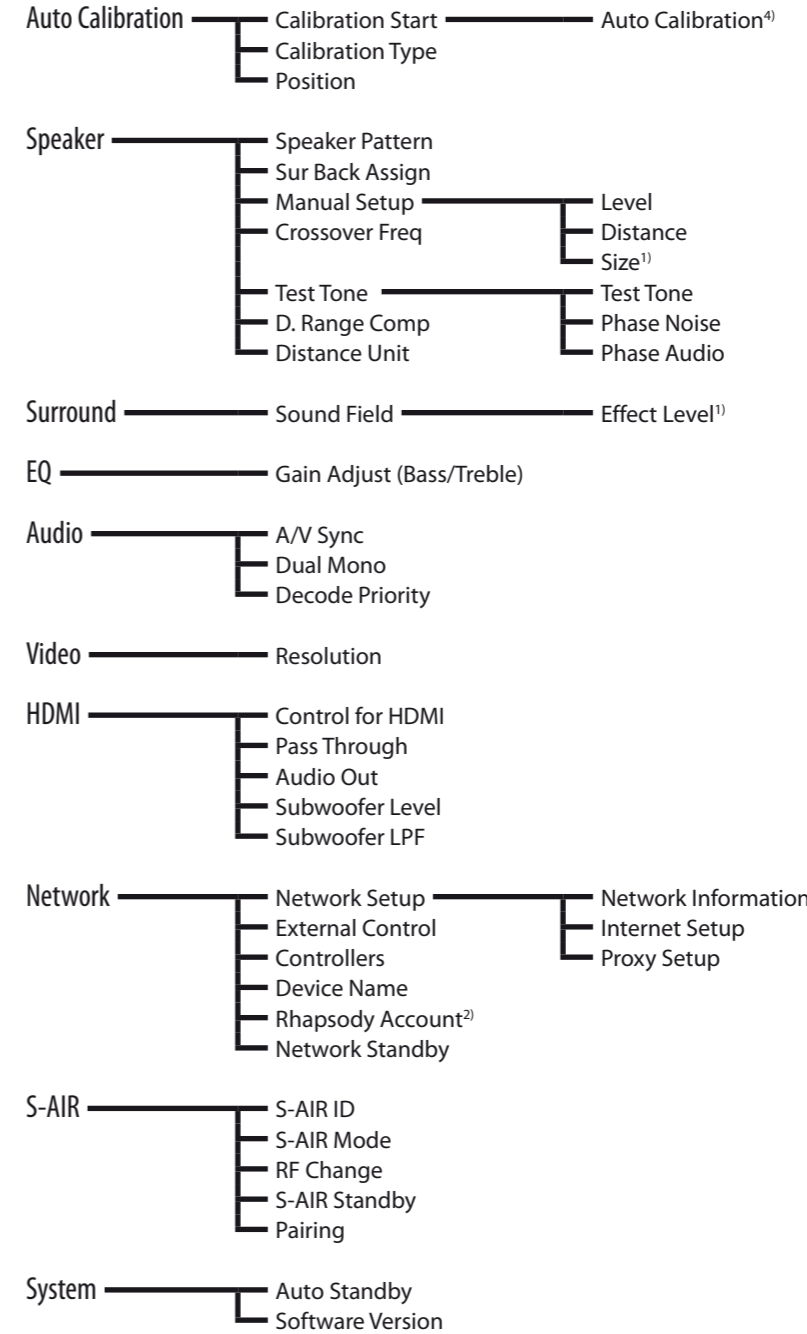 Auto Calibration Calibration Start Auto Calibration4)
Calibration Type
Position
Speaker Speaker Pattern
Sur Back Assign
Manual Setup Level
Crossover Freq Distance
Size1)
Test Tone Test Tone
D. Range Comp Phase Noise
Distance Unit Phase Audio
Surround Sound Field Effect Level1)
EQ Gain Adjust (Bass/Treble)
Audio A/V Sync
Dual Mono
Decode Priority
Video Resolution
HDMI Control for HDMI
Pass Through
Audio Out
Subwoofer Level
Subwoofer LPF
Network Network Setup Network Information
External Control Internet Setup
Controllers Proxy Setup
Device Name
Rhapsody Account2)
Network Standby
S-AIR S-AIR ID
S-AIR Mode
RF Change
S-AIR Standby
Pairing
System Auto Standby
Software Version